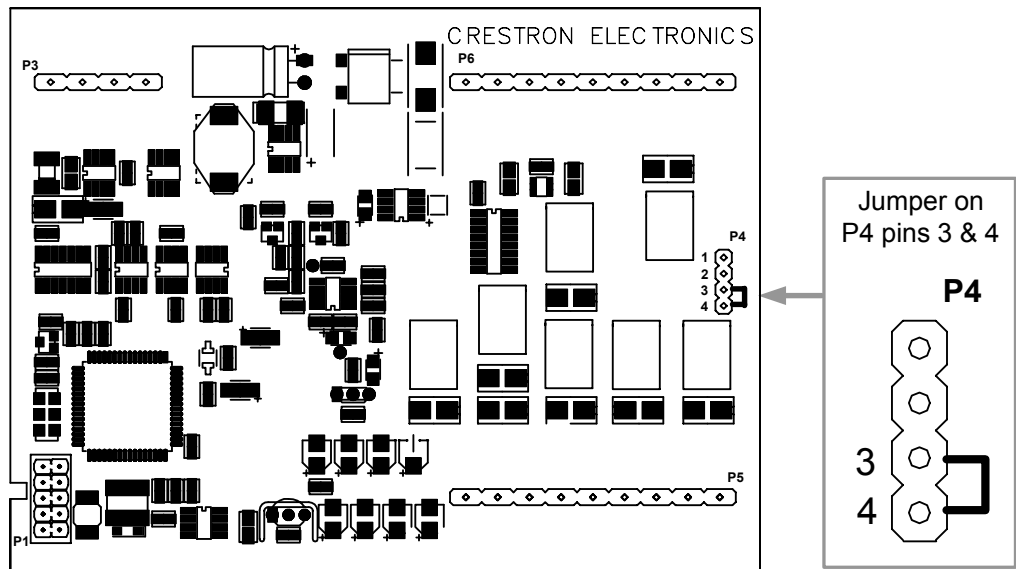 CRESTRON ELECTRONICS
P3
P6
P4
1
2
3
4
P5
P1
Jumper on
P4 pins 3 & 4
P4
3
4